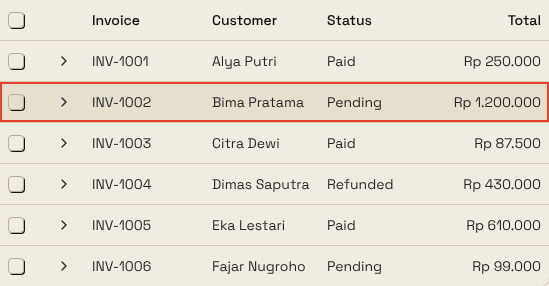 Invoice Customer Status Total
INV-1001 Alya Putri Paid Rp 250.000
INV-1002 Bima Pratama Pending Rp 1.200.000
INV-1003 Citra Dewi Paid Rp 87.500
INV-1004 Dimas Saputra Refunded Rp 430.000
INV-1005 Eka Lestari Paid Rp 610.000
INV-1006 Fajar Nugroho Pending Rp 99.000